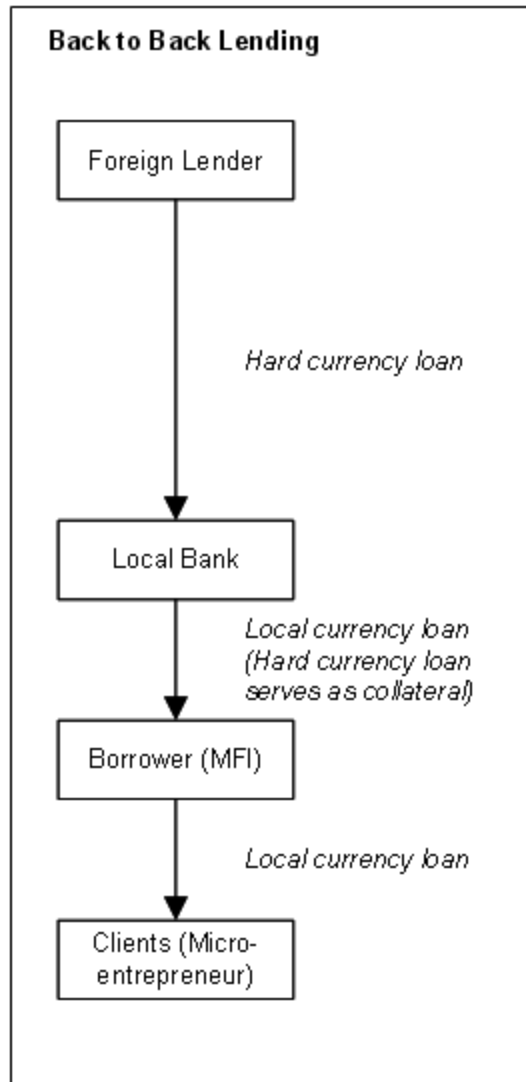 Back to Back Lending
Foreign Lender
Hard currency loan
Local Bank
Local currency loan
(Hard currency loan
serves as collateral)
Borrower (MFI)
Local currency loan
Clients (Micro-
entrepreneur)